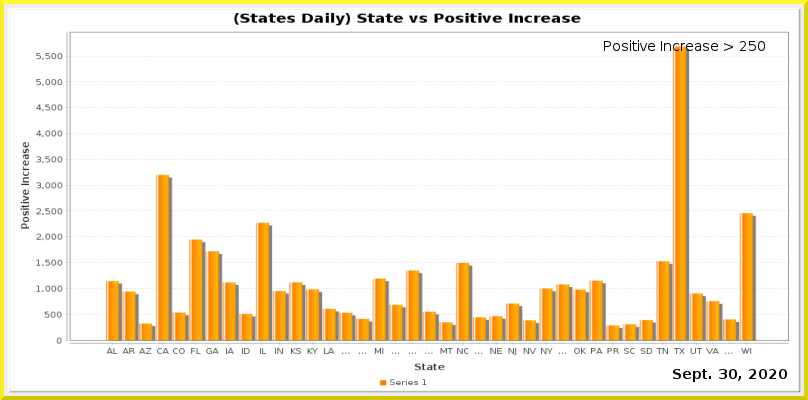 (States Daily) State vs Positive Increase
Positive Increase > 250
Positive Increase
5,500
5,000
4,500
4,000
3,500
3,000
2,500
2,000
1,500
1,000
500
0
AL AR AZ CA CO FL GA IA ID IL IN KS KY LA ... ... MI ... ... ... MT NC ... NE NJ NV NY ... OK PA PR SC SD TN TX UT VA ... WI
State
Series 1
Sept. 30, 2020